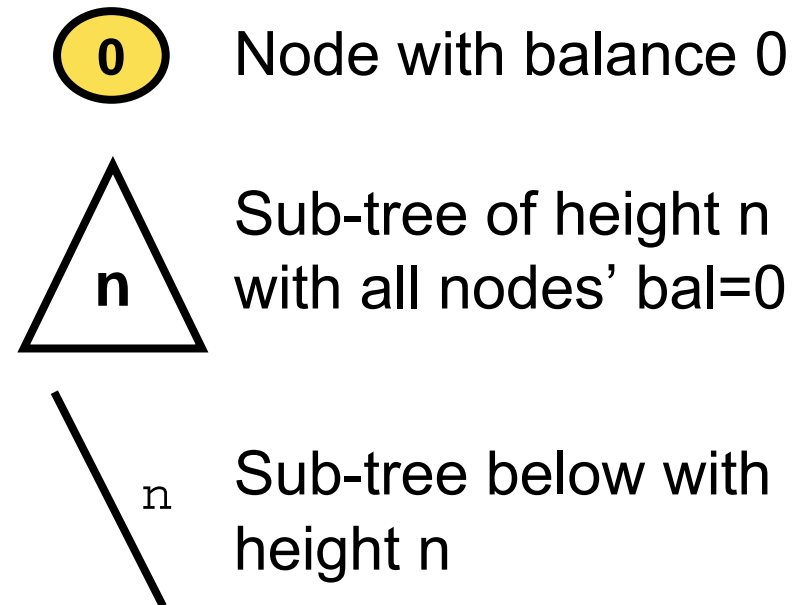 0 Node with balance 0
Sub-tree of height n
n with all nodes’ bal=0
n Sub-tree below with
height n